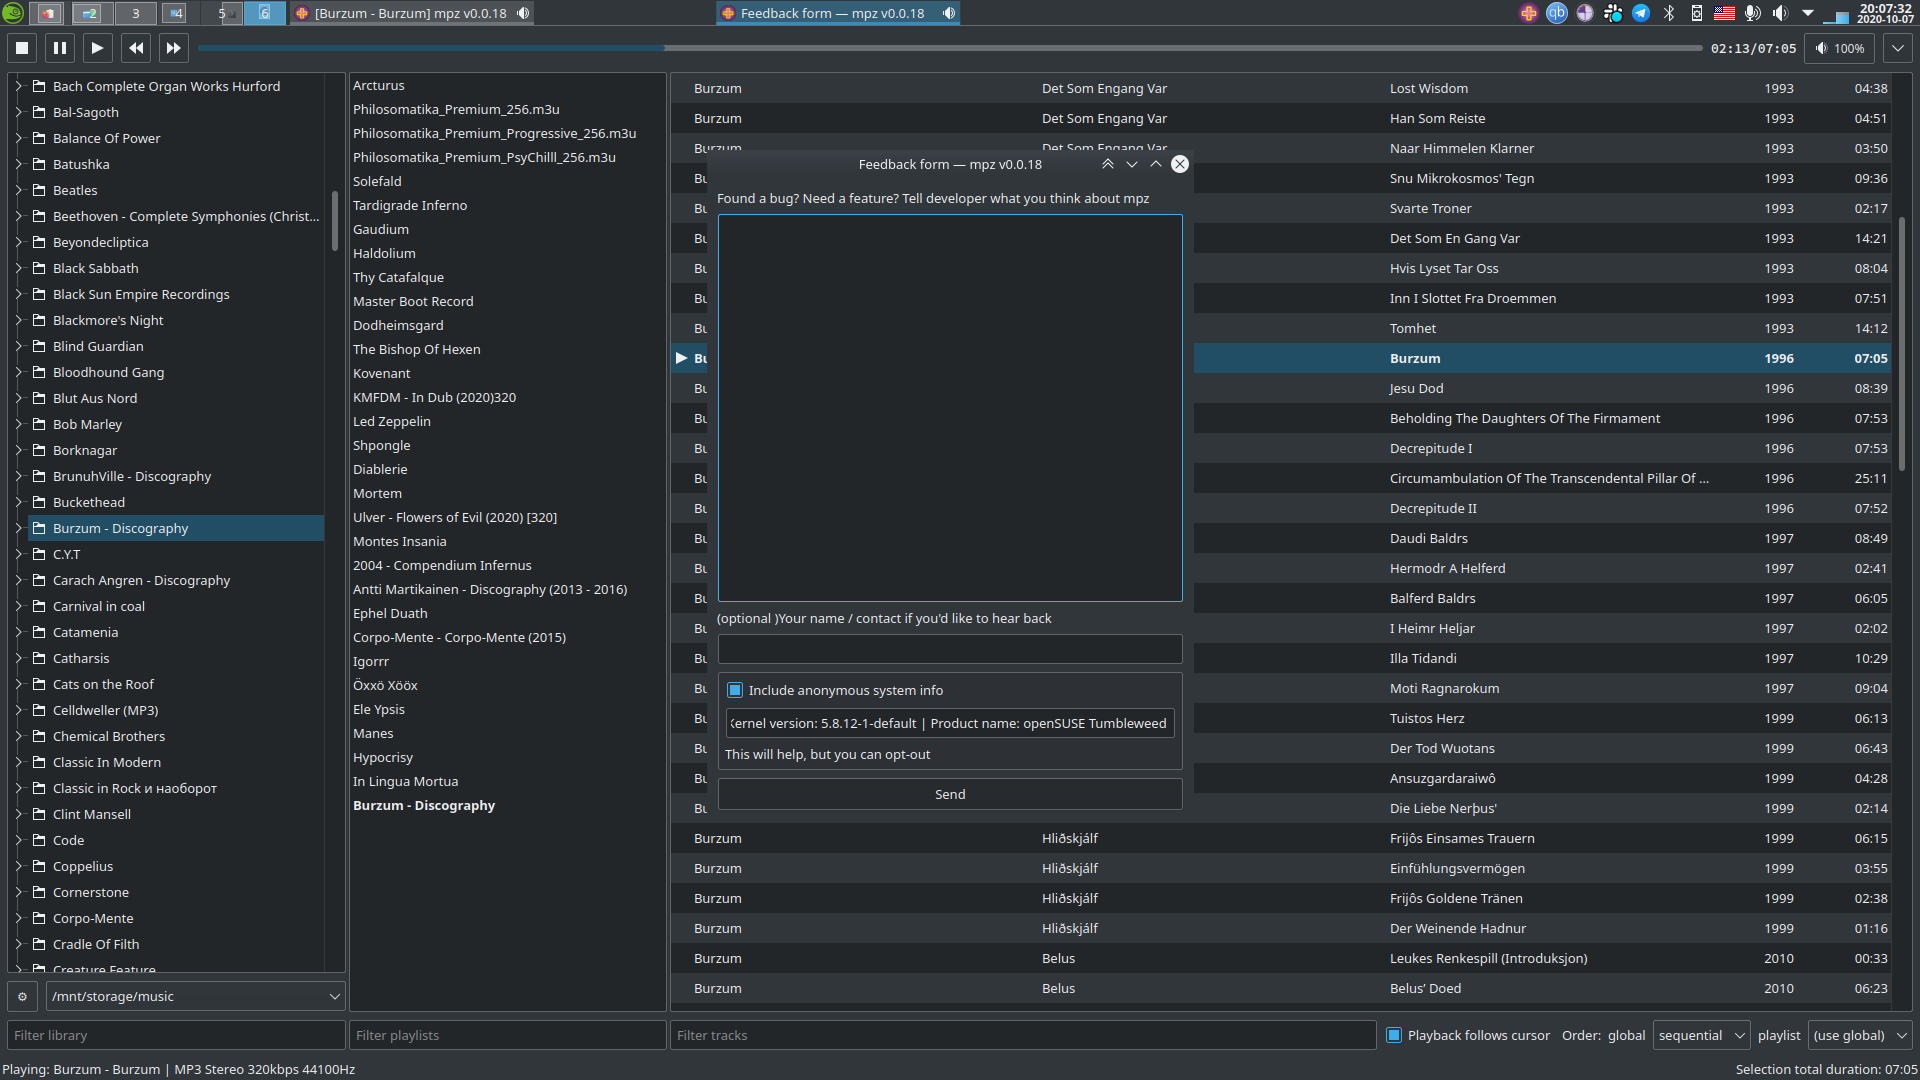 2
3
4
5
6
[Burzum - Burzum] mpz v0.0.18
Feedback form — mpz v0.0.18
qb
20:07:32
2020-10-07
02:13/07:05
100%
Bach Complete Organ Works Hurford
Bal-Sagoth
Balance Of Power
Batushka
Beatles
Beethoven - Complete Symphonies (Christ...
Beyondecliptica
Black Sabbath
Black Sun Empire Recordings
Blackmore's Night
Blind Guardian
Bloodhound Gang
Blut Aus Nord
Bob Marley
Borknagar
BrunuhVille - Discography
Buckethead
Burzum - Discography
C.Y.T
Carach Angren - Discography
Carnival in coal
Catamenia
Catharsis
Cats on the Roof
Celldweller (MP3)
Chemical Brothers
Classic In Modern
Classic in Rock и наоборот
Clint Mansell
Code
Coppelius
Cornerstone
Corpo-Mente
Cradle Of Filth
Creature Feature
/mnt/storage/music
Filter library
Arcturus
Philosomatika_Premium_256.m3u
Philosomatika_Premium_Progressive_256.m3u
Philosomatika_Premium_PsyChilll_256.m3u
Solefald
Tardigrade Inferno
Gaudium
Haldolium
Thy Catafalque
Master Boot Record
Dodheimsgard
The Bishop Of Hexen
Kovenant
KMFDM - In Dub (2020)320
Led Zeppelin
Shpongle
Diablerie
Mortem
Ulver - Flowers of Evil (2020) [320]
Montes Insania
2004 - Compendium Infernus
Antti Martikainen - Discography (2013 - 2016)
Ephel Duath
Corpo-Mente - Corpo-Mente (2015)
Igorrr
Öxxö Xööx
Ele Ypsis
Manes
Hypocrisy
In Lingua Mortua
Burzum - Discography
Filter playlists
Burzum Det Som Engang Var Lost Wisdom 1993 04:38
Burzum Det Som Engang Var Han Som Reiste 1993 04:51
Burzum Det Som Engang Var Naar Himmelen Klarner 1993 03:50
Bu Snu Mikrokosmos' Tegn 1993 09:36
Bu Svarte Troner 1993 02:17
Bu Det Som En Gang Var 1993 14:21
Bu Hvis Lyset Tar Oss 1993 08:04
Bu Inn I Slottet Fra Droemmen 1993 07:51
Bu Tomhet 1993 14:12
Bu Burzum 1996 07:05
Bu Jesu Dod 1996 08:39
Bu Beholding The Daughters Of The Firmament 1996 07:53
Bu Decrepitude I 1996 07:53
Bu Circumambulation Of The Transcendental Pillar Of ... 1996 25:11
Bu Decrepitude II 1996 07:52
Bu Daudi Baldrs 1997 08:49
Bu Hermodr A Helferd 1997 02:41
Bu Balferd Baldrs 1997 06:05
Bu I Heimr Heljar 1997 02:02
Bu Illa Tidandi 1997 10:29
Bu Moti Ragnarokum 1997 09:04
Bu Tuistos Herz 1999 06:13
Bu Der Tod Wuotans 1999 06:43
Bu Ansuzgardaraiwô 1999 04:28
Bu Die Liebe Nerþus' 1999 02:14
Burzum Hliðskjálf Frijôs Einsames Trauern 1999 06:15
Burzum Hliðskjálf Einfühlungsvermögen 1999 03:55
Burzum Hliðskjálf Frijôs Goldene Tränen 1999 02:38
Burzum Hliðskjálf Der Weinende Hadnur 1999 01:16
Burzum Belus Leukes Renkespill (Introduksjon) 2010 00:33
Burzum Belus Belus’ Doed 2010 06:23
Feedback form — mpz v0.0.18
Found a bug? Need a feature? Tell developer what you think about mpz
(optional )Your name / contact if you'd like to hear back
Include anonymous system info
Kernel version: 5.8.12-1-default | Product name: openSUSE Tumbleweed
This will help, but you can opt-out
Send
Filter tracks
Playback follows cursor Order: global sequential playlist (use global)
Playing: Burzum - Burzum | MP3 Stereo 320kbps 44100Hz
Selection total duration: 07:05